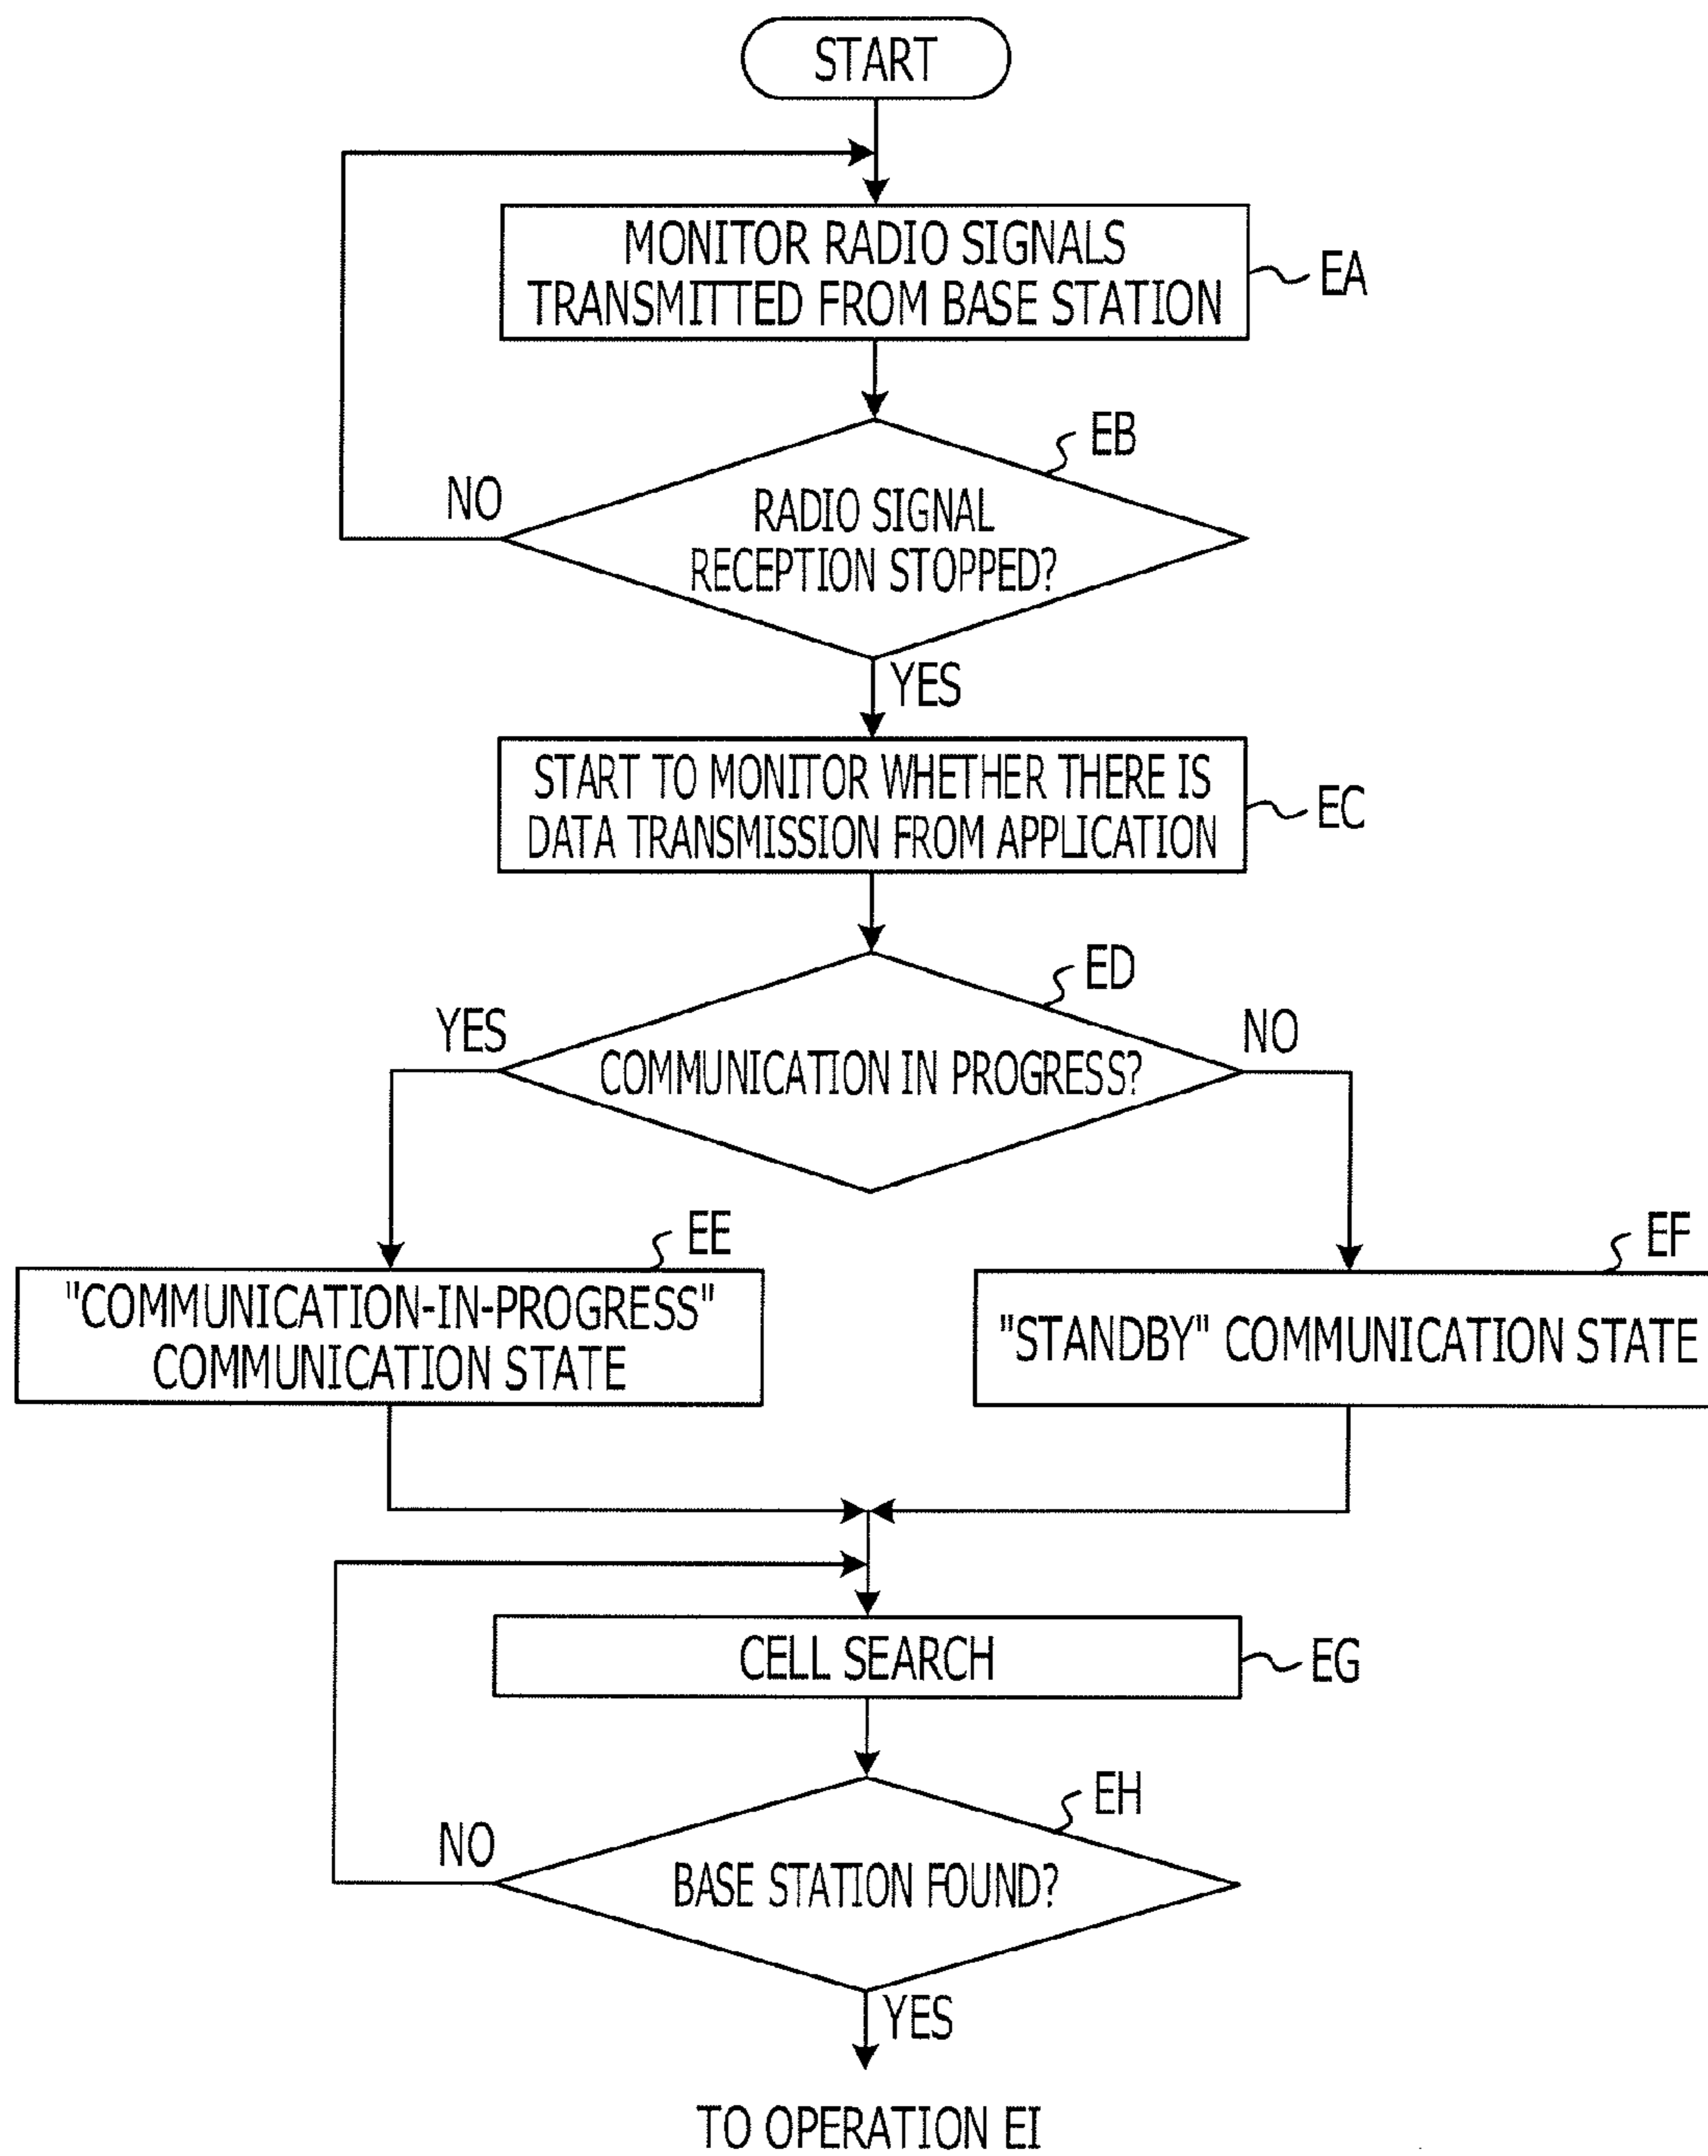 START
MONITOR RADIO SIGNALS
TRANSMITTED FROM BASE STATION
EA
EB
NO
RADIO SIGNAL
RECEPTION STOPPED?
YES
START TO MONITOR WHETHER THERE IS
DATA TRANSMISSION FROM APPLICATION
EC
ED
YES
NO
COMMUNICATION IN PROGRESS?
EE
"COMMUNICATION-IN-PROGRESS"
COMMUNICATION STATE
EF
"STANDBY" COMMUNICATION STATE
CELL SEARCH
EG
EH
NO
BASE STATION FOUND?
YES
TO OPERATION EI